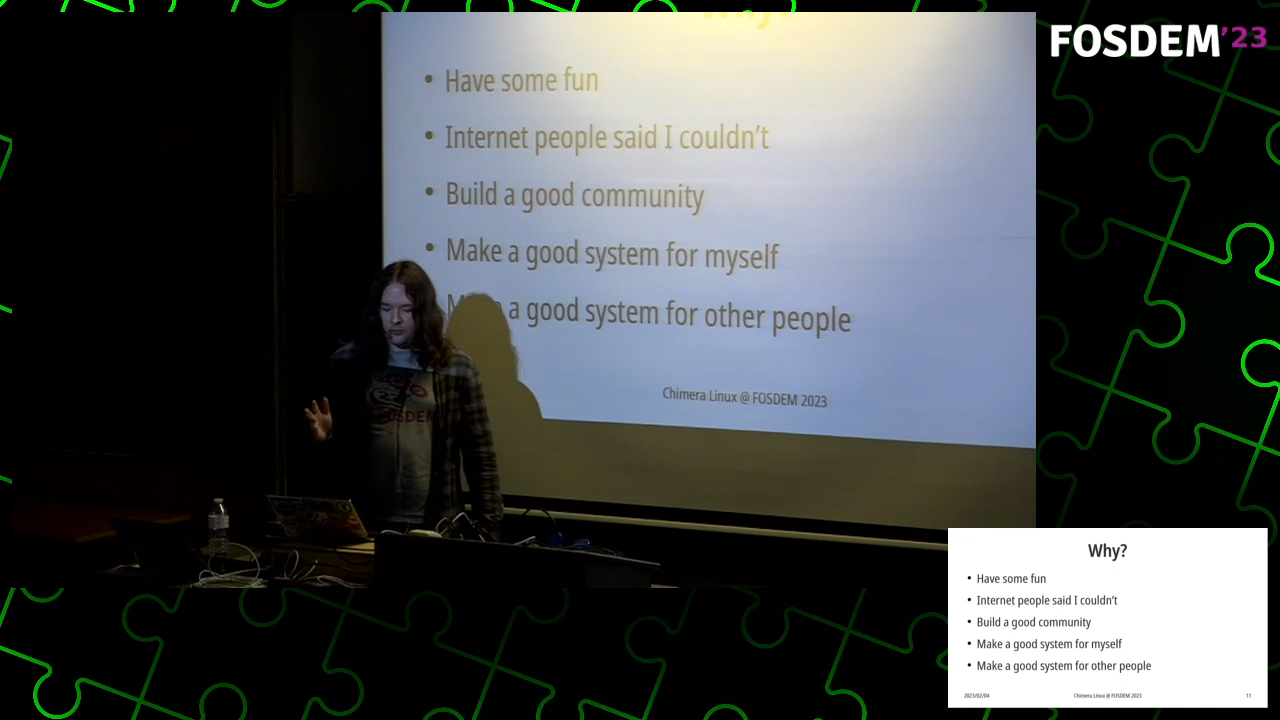 FOSDEM'23
Why?
• Have some fun
• Internet people said I couldn't
• Build a good community
• Make a good system for myself
a good system for other people
Chimera Linux @ FOSDEM 2023
FOSDEM
Why?
• Have some fun
• Internet people said I couldn't
• Build a good community
• Make a good system for myself
• Make a good system for other people
2023/02/04 Chimera Linux @ FOSDEM 2023 11